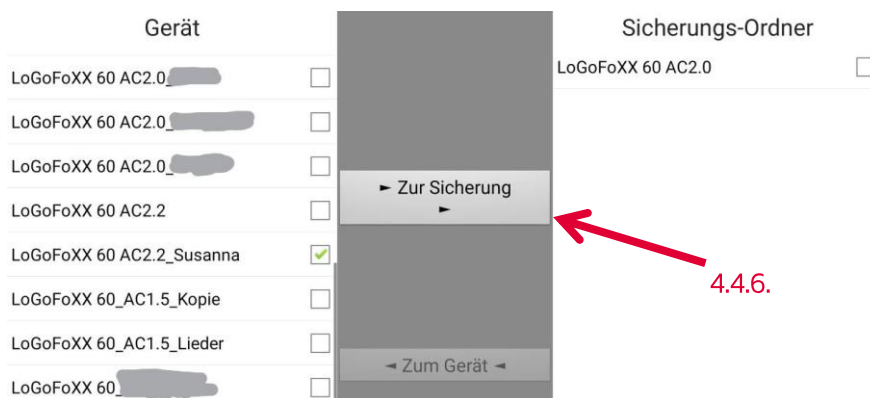 Gerät
LoGoFoXX 60 AC2.0_
LoGoFoXX 60 AC2.0_
LoGoFoXX 60 AC2.0_
LoGoFoXX 60 AC2.2
LoGoFoXX 60 AC2.2_Susanna
LoGoFoXX 60_AC1.5_Kopie
LoGoFoXX 60_AC1.5_Lieder
LoGoFoXX 60_
► Zur Sicherung
►
◄ Zum Gerät ◄
Sicherungs-Ordner
LoGoFoXX 60 AC2.0
4.4.6.